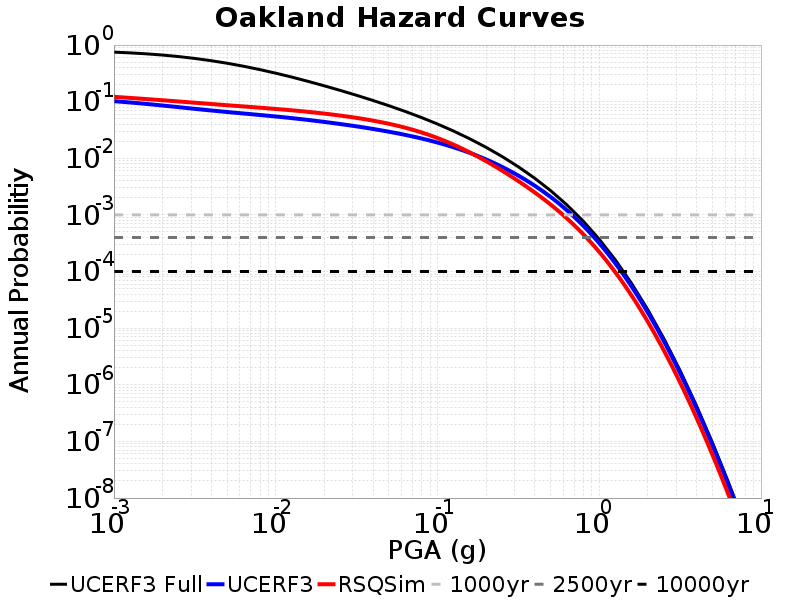 Oakland Hazard Curves
Annual Probabilitiy
10^0
10^-1
10^-2
10^-3
10^-4
10^-5
10^-6
10^-7
10^-8
10^-3 10^-2 10^-1 10^0 10^1
PGA (g)
UCERF3 Full UCERF3 RSQSim 1000yr 2500yr 10000yr